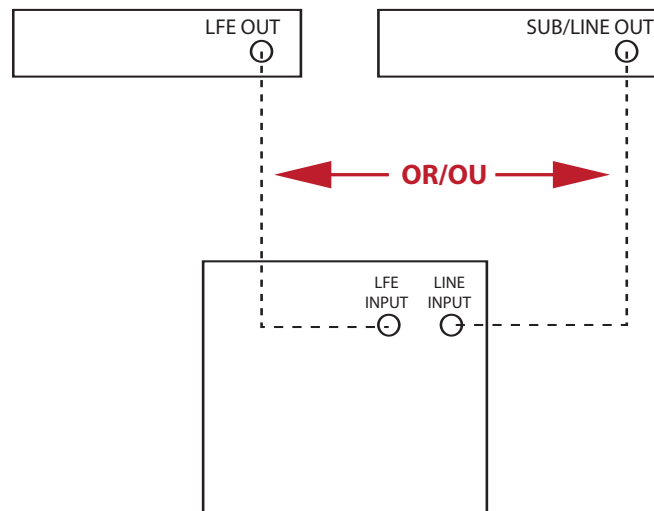 LFE OUT
SUB/LINE OUT
OR/OU
LFE
INPUT
LINE
INPUT